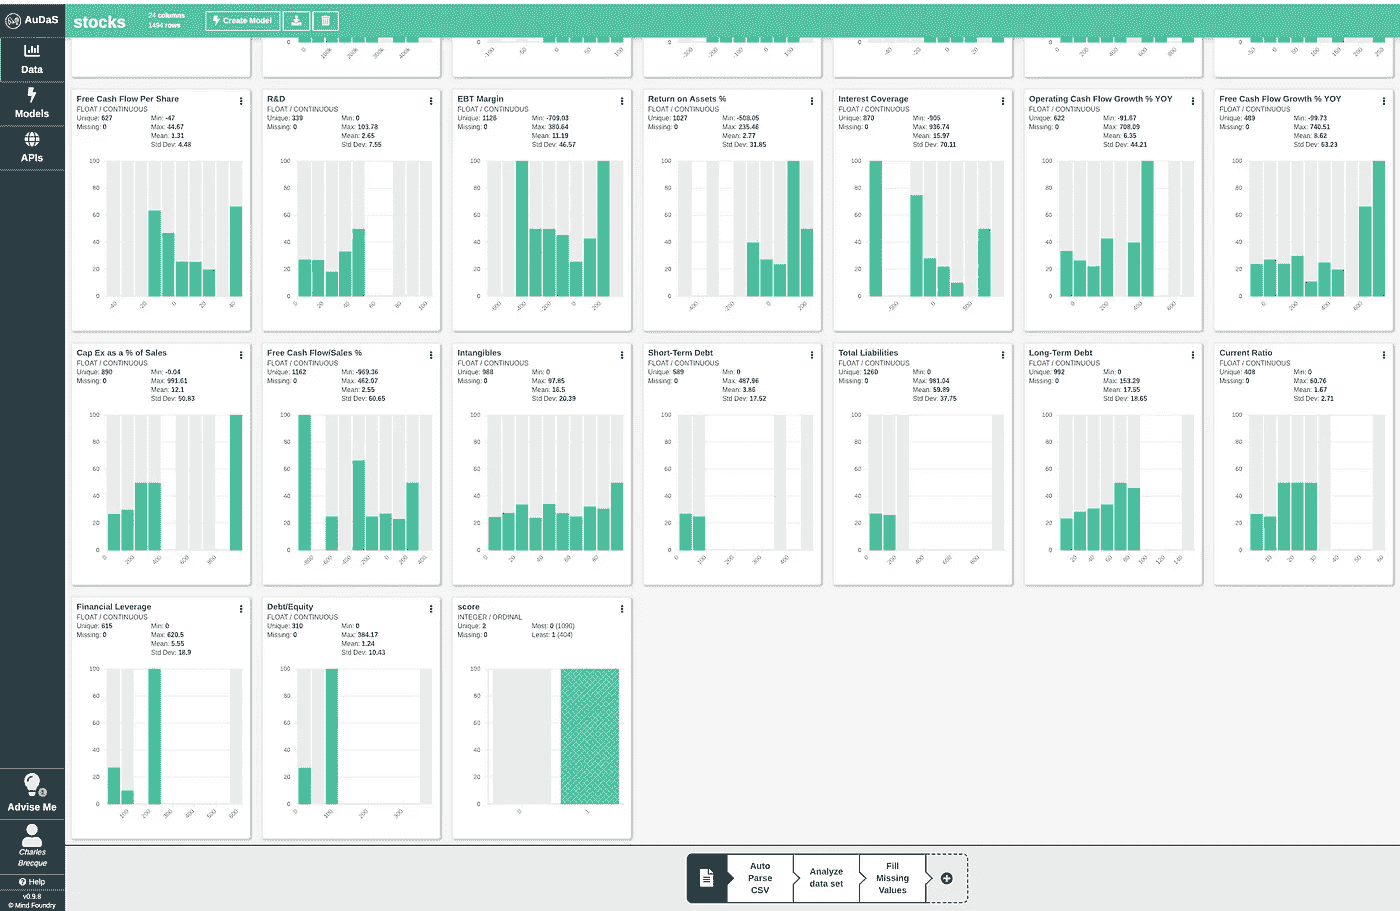 AuDaS
stocks
24 columns
1494 rows
Create Model
Data
Models
APIs
Free Cash Flow Per Share
FLOAT / CONTINUOUS
Unique: 627
Missing: 0
Min: -47
Max: 44.67
Mean: 1.31
Std Dev: 4.48
R&D
FLOAT / CONTINUOUS
Unique: 339
Missing: 0
Min: 0
Max: 103.78
Mean: 2.65
Std Dev: 7.55
EBT Margin
FLOAT / CONTINUOUS
Unique: 1126
Missing: 0
Min: -709.03
Max: 380.64
Mean: 11.19
Std Dev: 46.57
Return on Assets %
FLOAT / CONTINUOUS
Unique: 1027
Missing: 0
Min: -508.05
Max: 235.46
Mean: 2.77
Std Dev: 31.85
Interest Coverage
FLOAT / CONTINUOUS
Unique: 870
Missing: 0
Min: -905
Max: 936.74
Mean: 15.97
Std Dev: 70.11
Operating Cash Flow Growth % YOY
FLOAT / CONTINUOUS
Unique: 622
Missing: 0
Min: -91.67
Max: 708.09
Mean: 6.35
Std Dev: 44.21
Free Cash Flow Growth % YOY
FLOAT / CONTINUOUS
Unique: 489
Missing: 0
Min: -99.73
Max: 740.51
Mean: 8.62
Std Dev: 63.23
Cap Ex as a % of Sales
FLOAT / CONTINUOUS
Unique: 890
Missing: 0
Min: -0.04
Max: 991.61
Mean: 12.1
Std Dev: 50.83
Free Cash Flow/Sales %
FLOAT / CONTINUOUS
Unique: 1162
Missing: 0
Min: -969.36
Max: 462.07
Mean: 2.55
Std Dev: 60.65
Intangibles
FLOAT / CONTINUOUS
Unique: 988
Missing: 0
Min: 0
Max: 97.85
Mean: 16.5
Std Dev: 20.39
Short-Term Debt
FLOAT / CONTINUOUS
Unique: 589
Missing: 0
Min: 0
Max: 487.96
Mean: 3.86
Std Dev: 17.52
Total Liabilities
FLOAT / CONTINUOUS
Unique: 1260
Missing: 0
Min: 0
Max: 981.04
Mean: 59.89
Std Dev: 37.75
Long-Term Debt
FLOAT / CONTINUOUS
Unique: 992
Missing: 0
Min: 0
Max: 153.29
Mean: 17.55
Std Dev: 18.65
Current Ratio
FLOAT / CONTINUOUS
Unique: 408
Missing: 0
Min: 0
Max: 60.76
Mean: 1.67
Std Dev: 2.71
Financial Leverage
FLOAT / CONTINUOUS
Unique: 615
Missing: 0
Min: 0
Max: 620.5
Mean: 5.55
Std Dev: 18.9
Debt/Equity
FLOAT / CONTINUOUS
Unique: 310
Missing: 0
Min: 0
Max: 384.17
Mean: 1.24
Std Dev: 10.43
score
INTEGER / ORDINAL
Unique: 2
Missing: 0
Most: 0 (1090)
Least: 1 (404)
Advise Me
Charles
Brecque
Help
v0.9.8
© Mind Foundry
Auto
Parse
CSV
Analyze
data set
Fill
Missing
Values